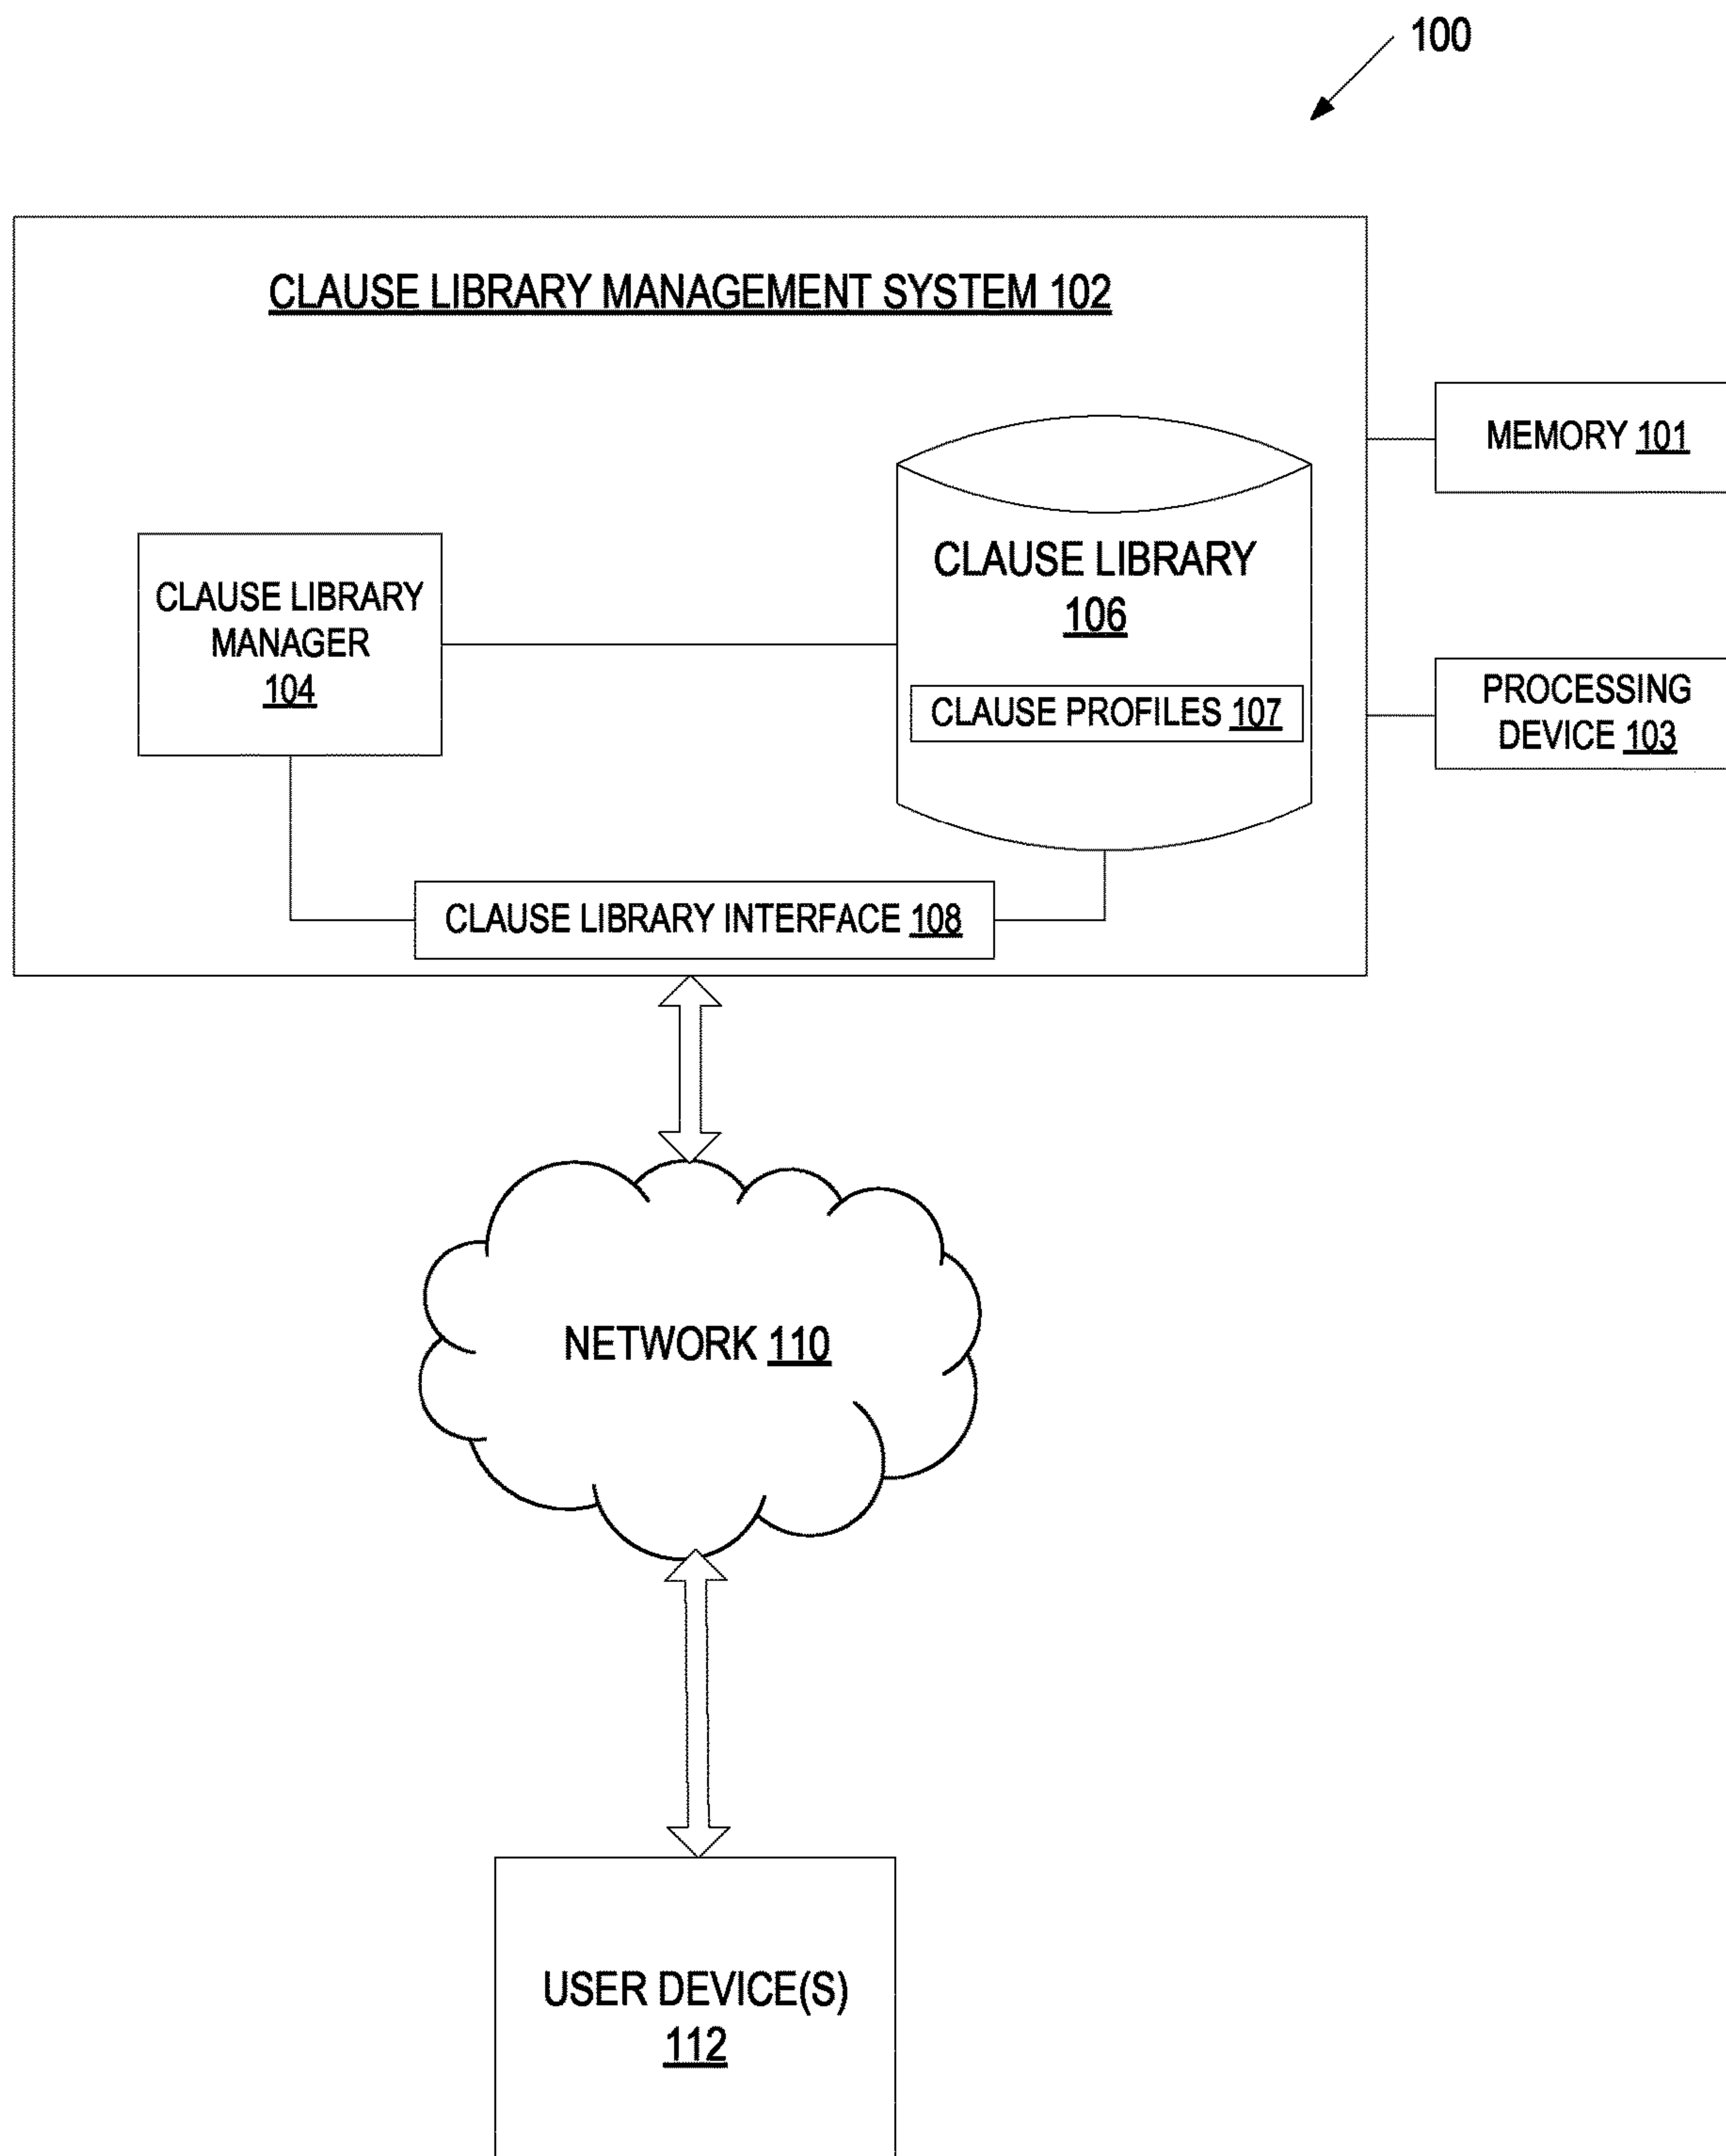 100
CLAUSE LIBRARY MANAGEMENT SYSTEM 102
MEMORY 101
CLAUSE LIBRARY
106
CLAUSE LIBRARY
MANAGER
104
CLAUSE PROFILES 107
PROCESSING
DEVICE 103
CLAUSE LIBRARY INTERFACE 108
NETWORK 110
USER DEVICE(S)
112